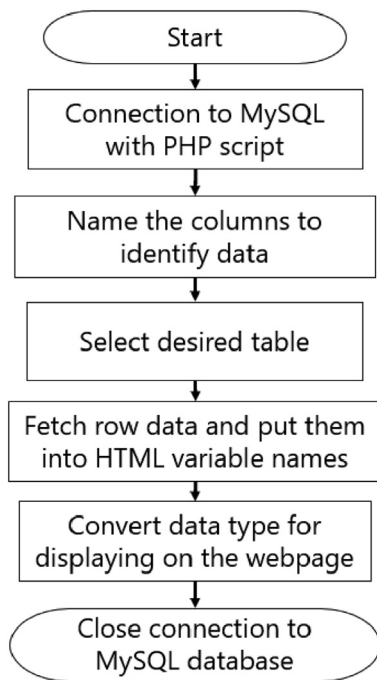 Start
Connection to MySQL
with PHP script
Name the columns to
identify data
Select desired table
Fetch row data and put them
into HTML variable names
Convert data type for
displaying on the webpage
Close connection to
MySQL database